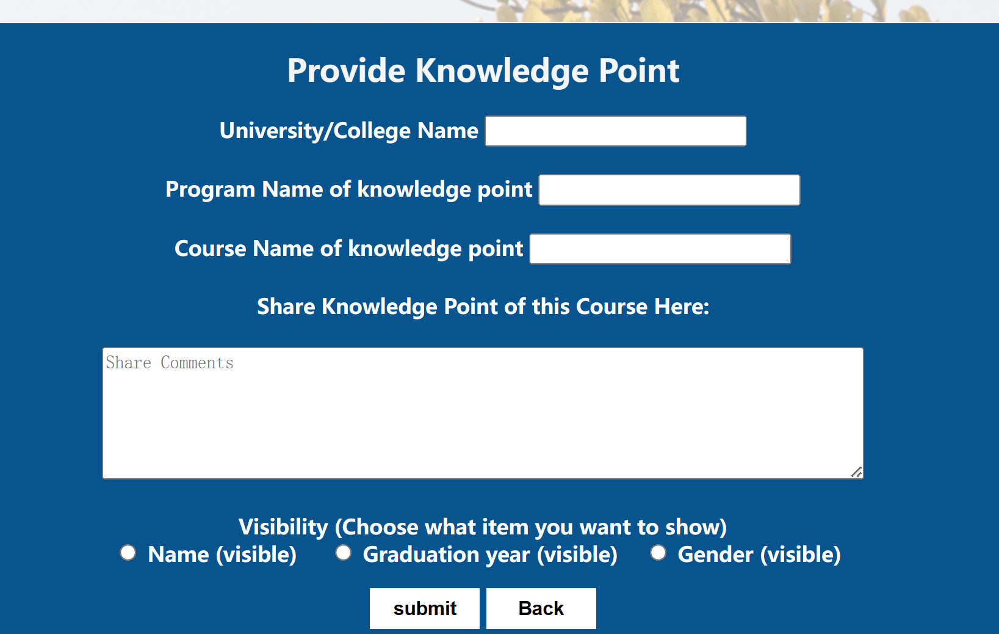 Provide Knowledge Point
University/College Name
Program Name of knowledge point
Course Name of knowledge point
Share Knowledge Point of this Course Here:
Share Comments
Visibility (Choose what item you want to show)
Name (visible) Graduation year (visible) Gender (visible)
submit Back